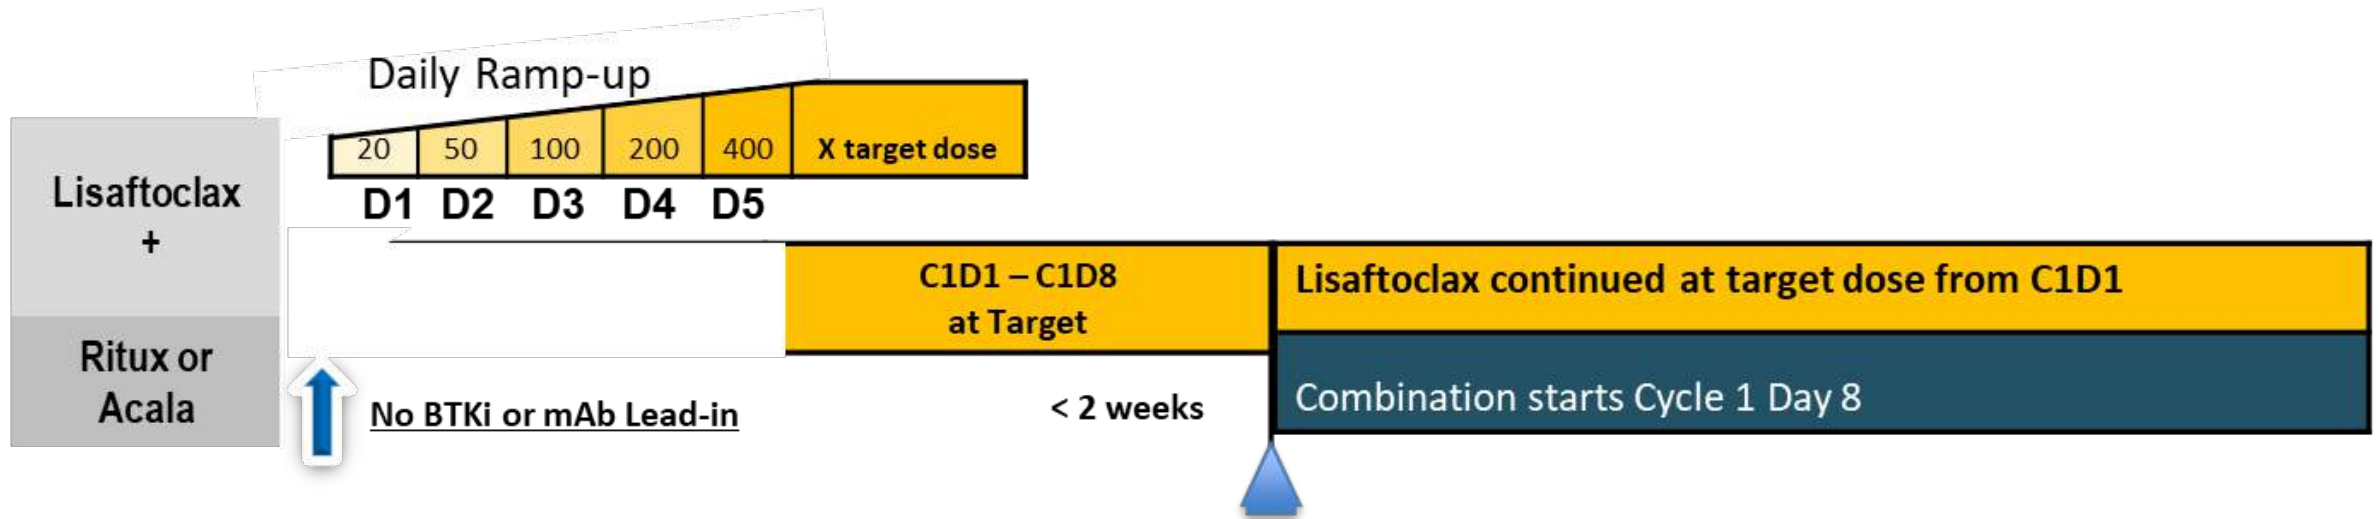 Daily Ramp-up
20 50 100 200 400 X target dose
D1 D2 D3 D4 D5
Lisaftoclax
+
Ritux or
Acala
C1D1 – C1D8
at Target
Lisaftoclax continued at target dose from C1D1
No BTKi or mAb Lead-in
< 2 weeks
Combination starts Cycle 1 Day 8